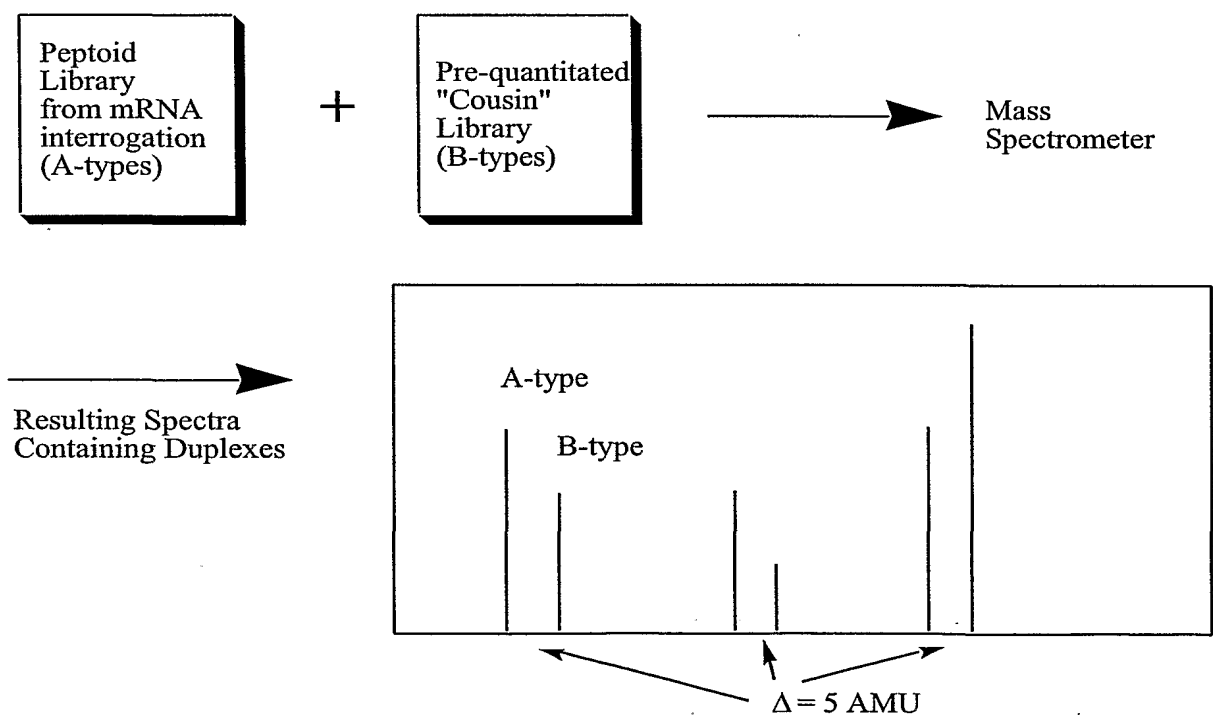 Peptoid
Library
from mRNA
interrogation
(A-types)
+
Pre-quantitated
"Cousin"
Library
(B-types)
Mass
Spectrometer
Resulting Spectra
Containing Duplexes
A-type
B-type
Δ = 5 AMU